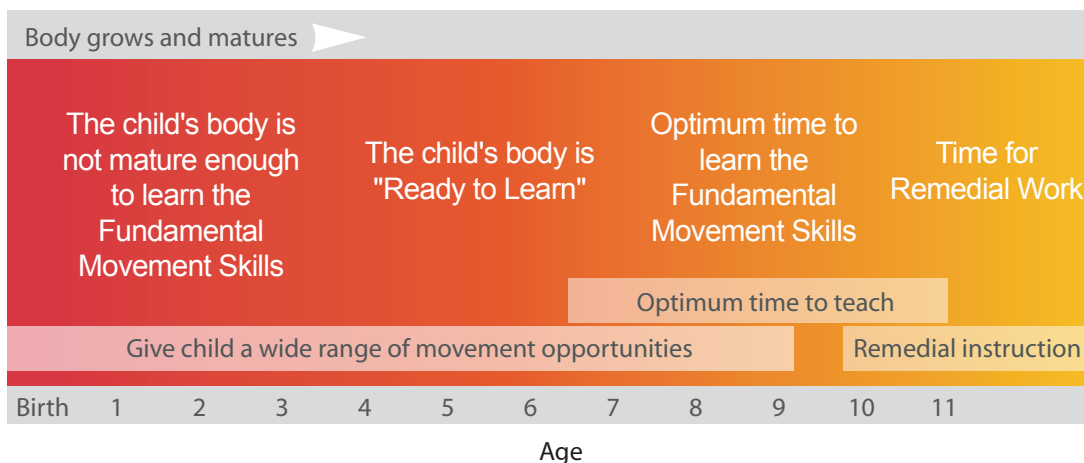 Body grows and matures
The child's body is
not mature enough
to learn the
Fundamental
Movement Skills
The child's body is
"Ready to Learn"
Optimum time to
learn the
Fundamental
Movement Skills
Time for
Remedial Work
Optimum time to teach
Give child a wide range of movement opportunities
Remedial instruction
Birth 1 2 3 4 5 6 7 8 9 10 11
Age